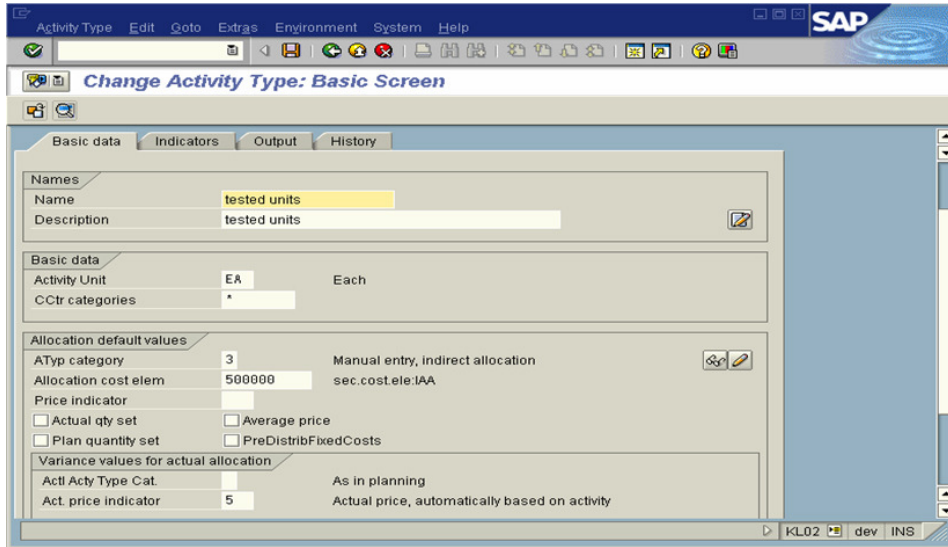 Activity Type Edit Goto Extras Environment System Help
SAP
Change Activity Type: Basic Screen
Basic data Indicators Output History
Names
Name tested units
Description tested units
Basic data
Activity Unit EA Each
CCtr categories *
Allocation default values
ATyp category 3 Manual entry, indirect allocation
Allocation cost elem 500000 sec.cost.ele:IAA
Price indicator
Actual qty set Average price
Plan quantity set PreDistribFixedCosts
Variance values for actual allocation
Actl Acty Type Cat. As in planning
Act. price indicator 5 Actual price, automatically based on activity
KL02 dev INS